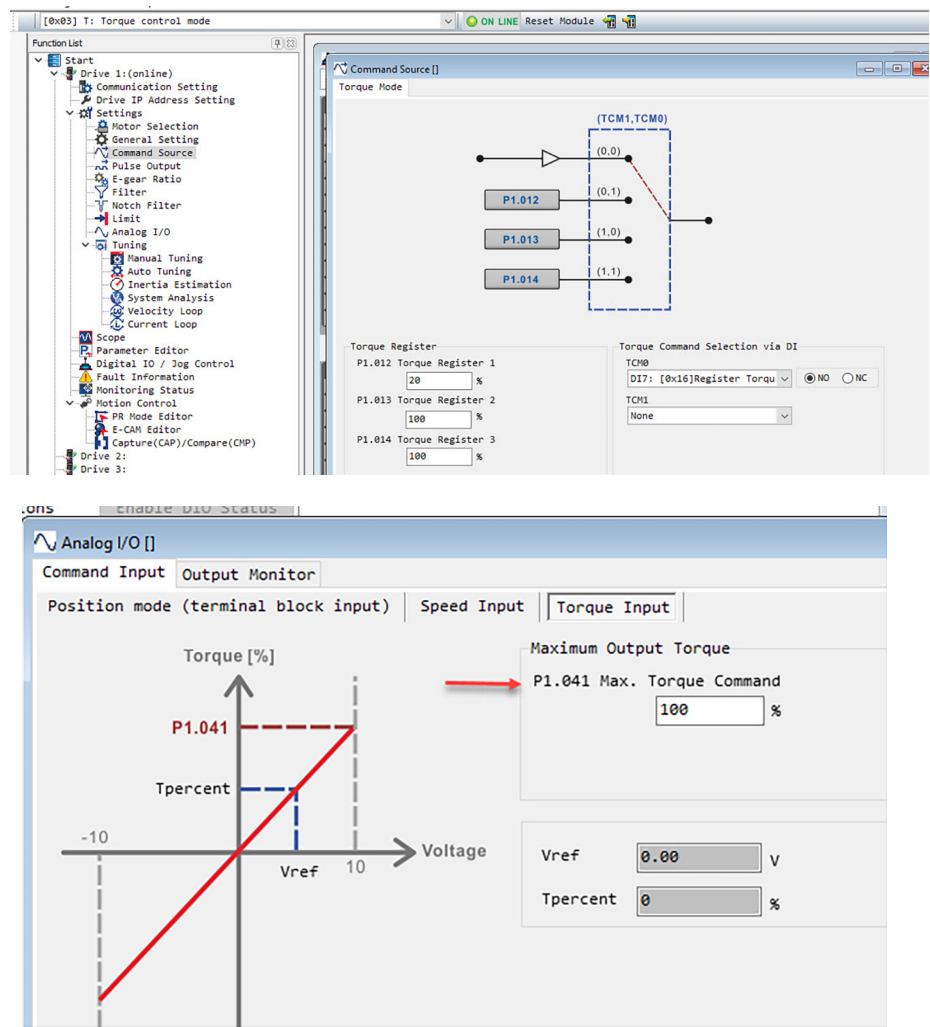 [0x03] T: Torque control mode
ON LINE Reset Module
Function List
Start
Drive 1:(online)
Communication Setting
Drive IP Address Setting
Settings
Motor Selection
General Setting
Command Source
Pulse Output
E-gear Ratio
Filter
Notch Filter
Limit
Analog I/O
Tuning
Manual Tuning
Auto Tuning
Inertia Estimation
System Analysis
Velocity Loop
Current Loop
Scope
Parameter Editor
Digital IO / Jog Control
Fault Information
Monitoring Status
Motion Control
PR Mode Editor
E-CAM Editor
Capture(CAP)/Compare(CMP)
Drive 2:
Drive 3:
Command Source []
Torque Mode
(TCM1,TCM0)
(0,0)
P1.012
(0,1)
P1.013
(1,0)
P1.014
(1,1)
Torque Register
P1.012 Torque Register 1
20 %
P1.013 Torque Register 2
100 %
P1.014 Torque Register 3
100 %
Torque Command Selection via DI
TCM0
DI7: [0x16]Register Torqu
NO
NC
TCM1
None
Enable DIO Status
Analog I/O []
Command Input
Output Monitor
Position mode (terminal block input)
Speed Input
Torque Input
Torque [%]
P1.041
Tpercent
-10
Vref
10
Voltage
Maximum Output Torque
P1.041 Max. Torque Command
100 %
Vref 0.00 V
Tpercent 0 %